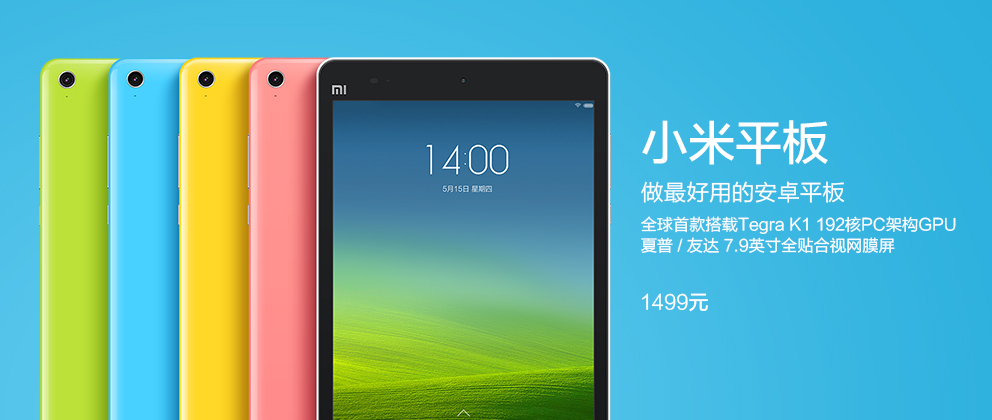 mi
14:00
5月15日 星期四
小米平板
做最好用的安卓平板
全球首款搭载Tegra K1 192核PC架构GPU
夏普 / 友达 7.9英寸全贴合视网膜屏
1499元